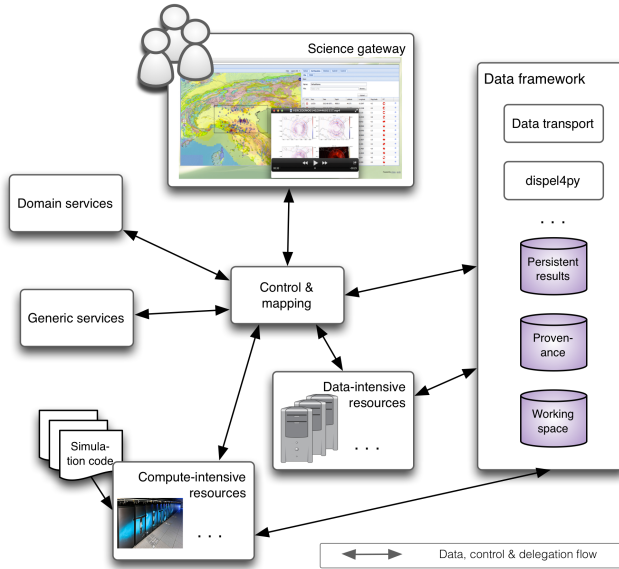 Science gateway
Data framework
Data transport
dispel4py
. . .
Persistent
results
Proven-
ance
Working
space
Domain services
Generic services
Control &
mapping
Data-intensive
resources
. . .
Simula-
tion code
Compute-intensive
resources
. . .
Data, control & delegation flow